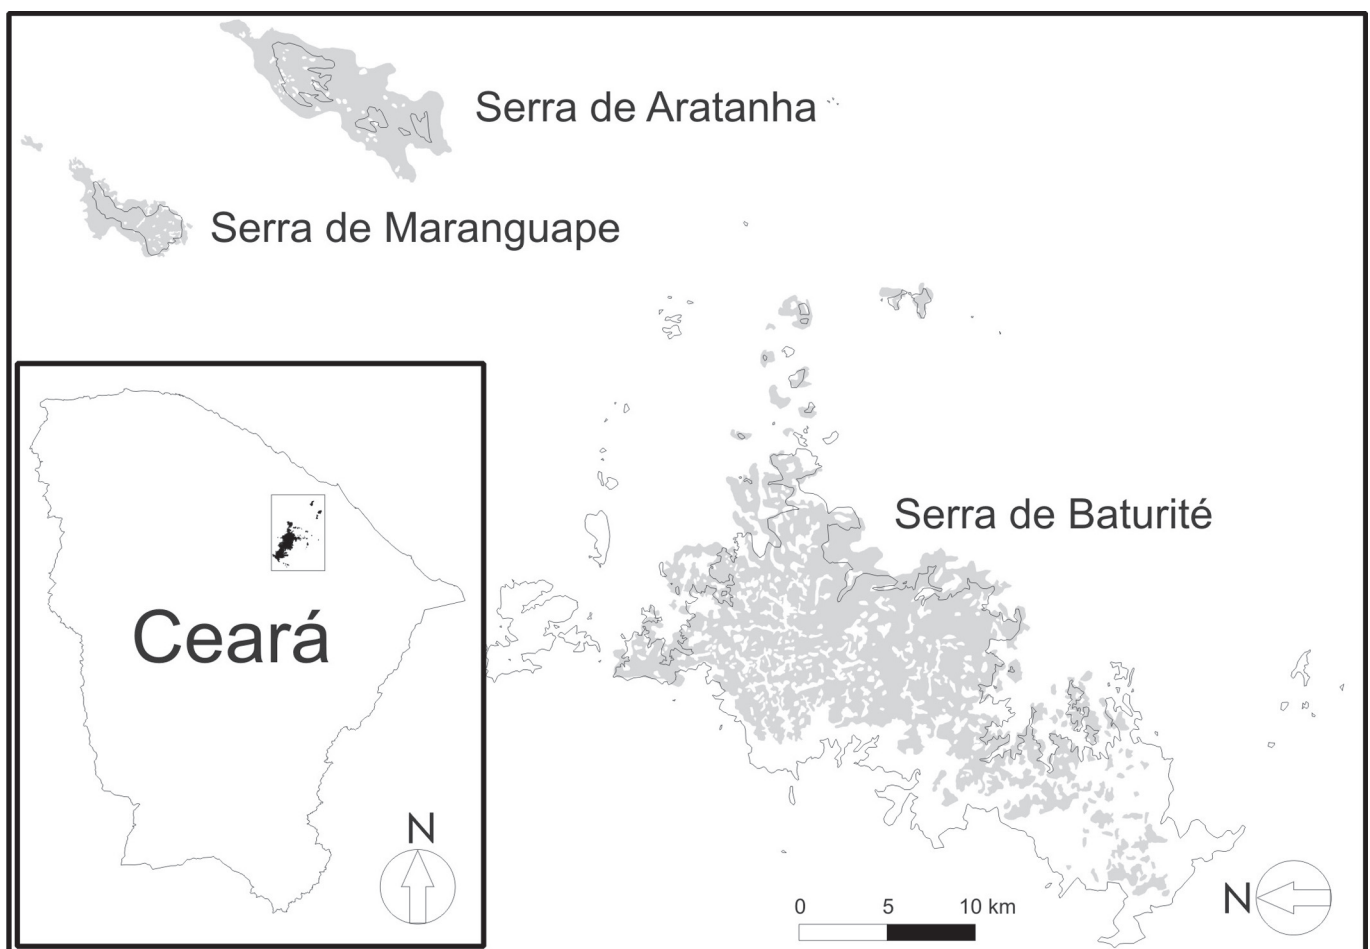 Serra de Aratanha
Serra de Maranguape
Serra de Baturité
Ceará
N
N
0 5 10 km